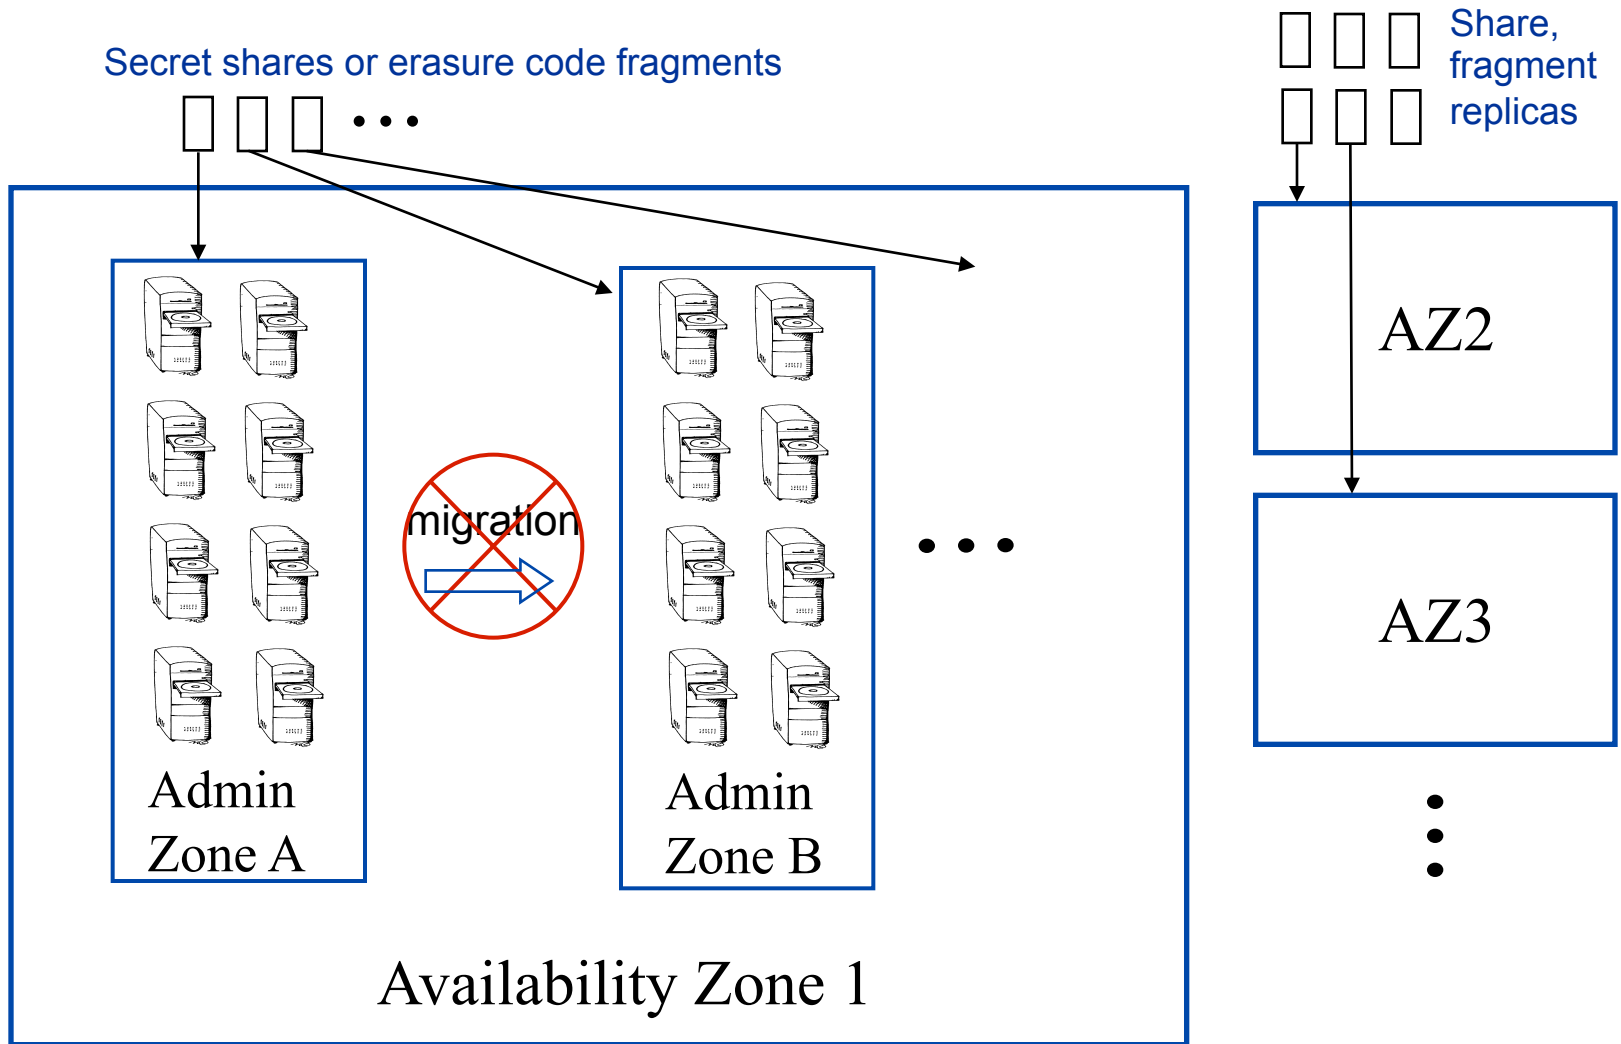 Secret shares or erasure code fragments
Share,
fragment
replicas
migration
Admin
Zone A
Admin
Zone B
Availability Zone 1
AZ2
AZ3